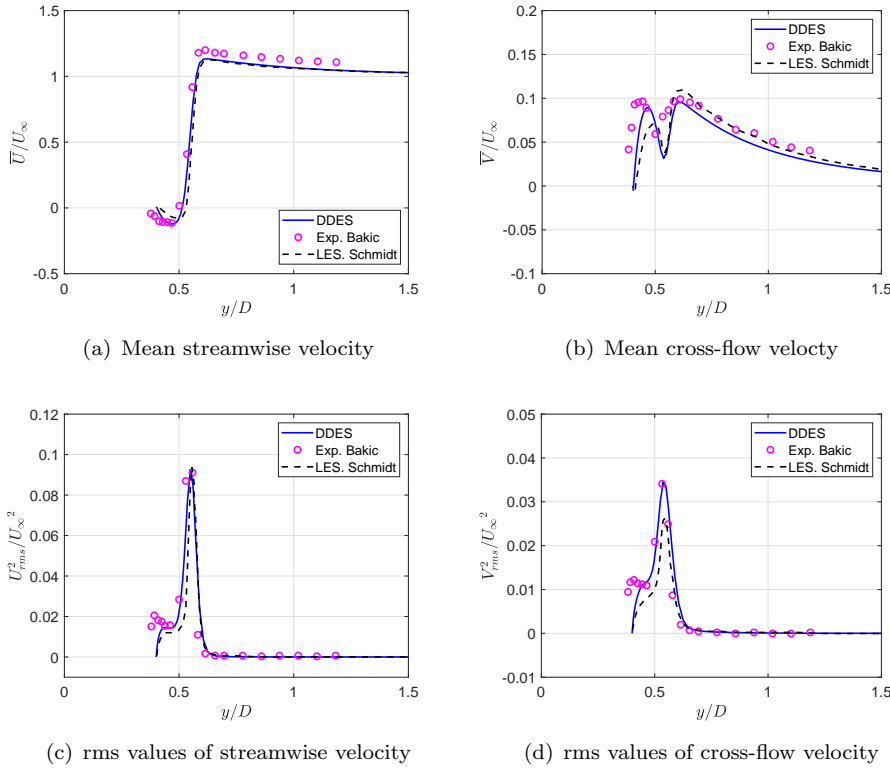 1.5
1
0.5
0
-0.5
U̅/U∞
DDES
Exp. Bakic
LES. Schmidt
0 0.5 1 1.5
y/D
(a) Mean streamwise velocity
0.2
0.15
0.1
0.05
0
-0.05
-0.1
V̅/U∞
DDES
Exp. Bakic
LES. Schmidt
0 0.5 1 1.5
y/D
(b) Mean cross-flow velocty
0.12
0.1
0.08
0.06
0.04
0.02
0
U²rms/U∞²
DDES
Exp. Bakic
LES. Schmidt
0 0.5 1 1.5
y/D
(c) rms values of streamwise velocity
0.05
0.04
0.03
0.02
0.01
0
-0.01
V²rms/U∞²
DDES
Exp. Bakic
LES. Schmidt
0 0.5 1 1.5
y/D
(d) rms values of cross-flow velocity